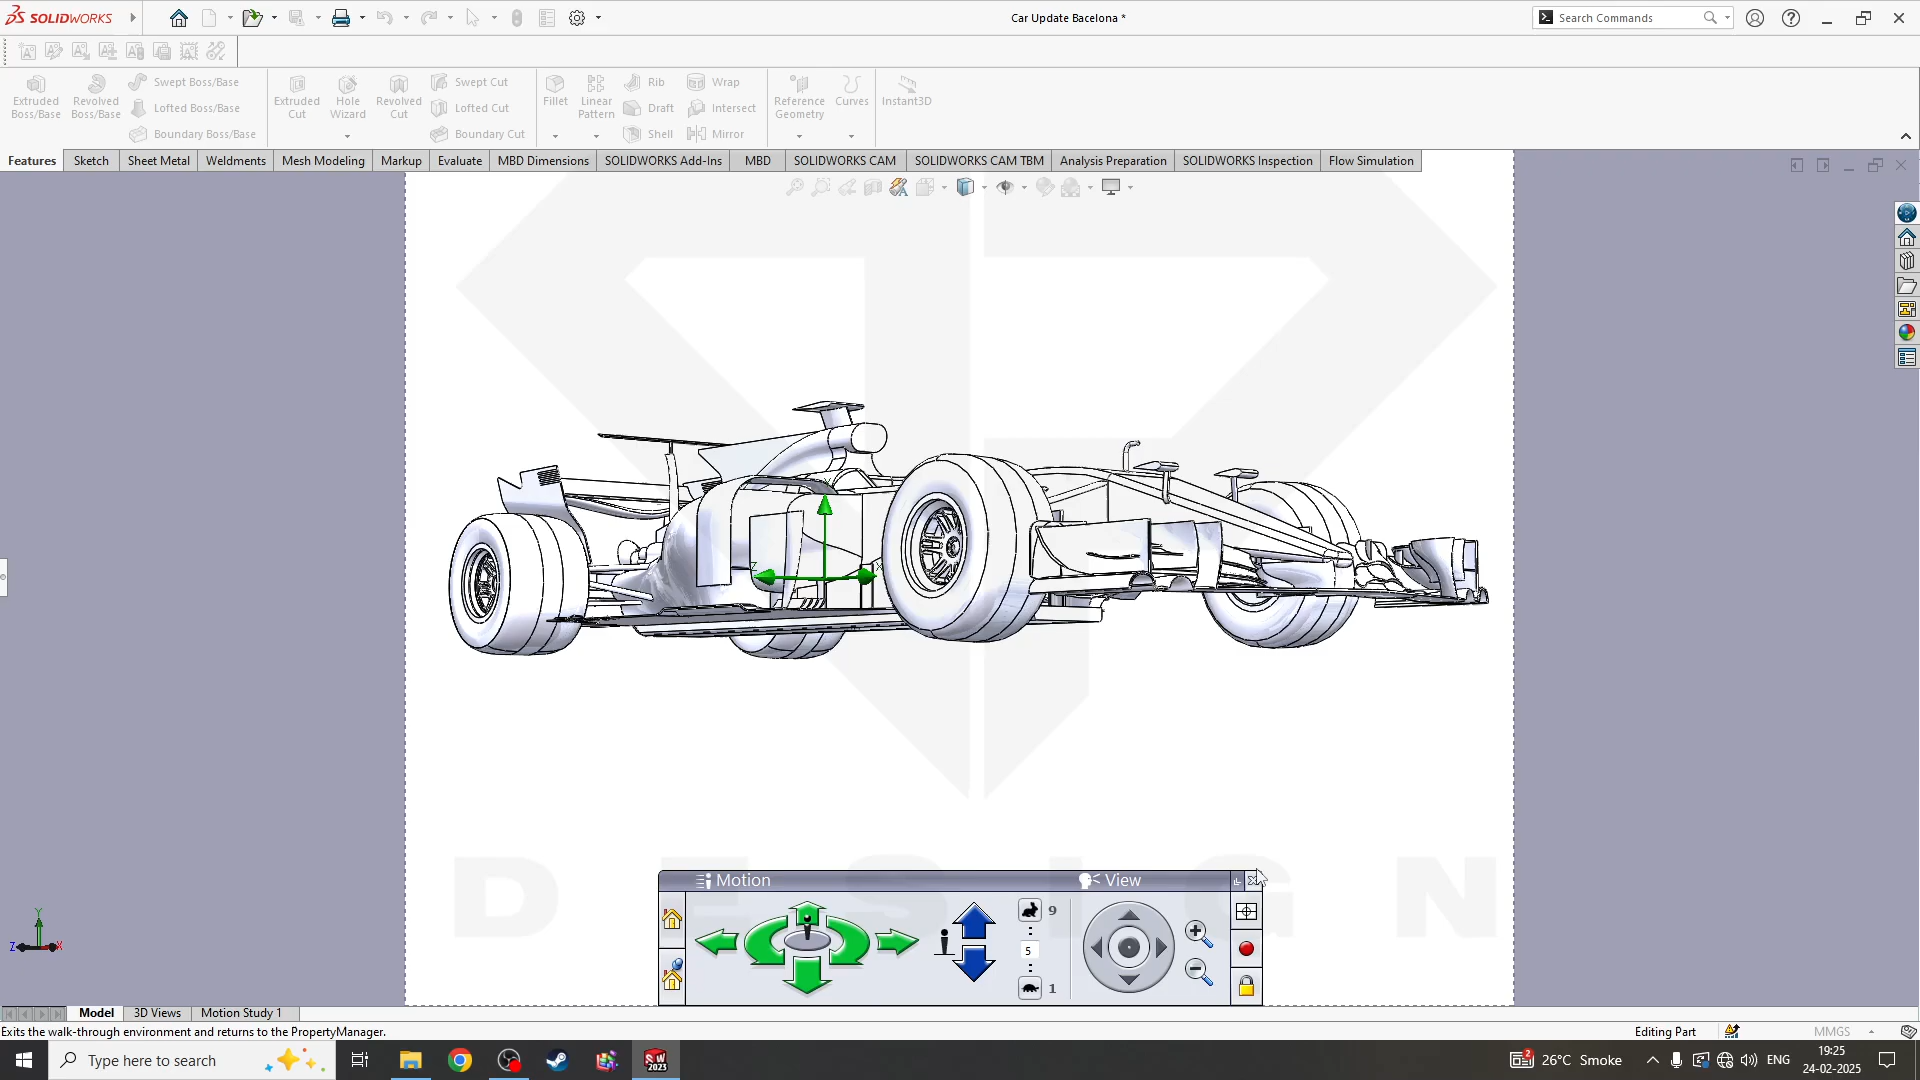 SOLIDWORKS
Car Update Bacelona *
Search Commands
Extruded Boss/Base
Revolved Boss/Base
Swept Boss/Base
Lofted Boss/Base
Boundary Boss/Base
Extruded Cut
Hole Wizard
Revolved Cut
Swept Cut
Lofted Cut
Boundary Cut
Fillet
Linear Pattern
Rib
Draft
Shell
Wrap
Intersect
Mirror
Reference Geometry
Curves
Instant3D
Features Sketch Sheet Metal Weldments Mesh Modeling Markup Evaluate MBD Dimensions SOLIDWORKS Add-Ins MBD SOLIDWORKS CAM SOLIDWORKS CAM TBM Analysis Preparation SOLIDWORKS Inspection Flow Simulation
Z
X
DESIGN
Motion
View
9
5
1
Y
Z
X
Model 3D Views Motion Study 1
Exits the walk-through environment and returns to the PropertyManager.
Editing Part
MMGS
Type here to search
SW 2023
2
26°C Smoke
ENG
19:25
24-02-2025